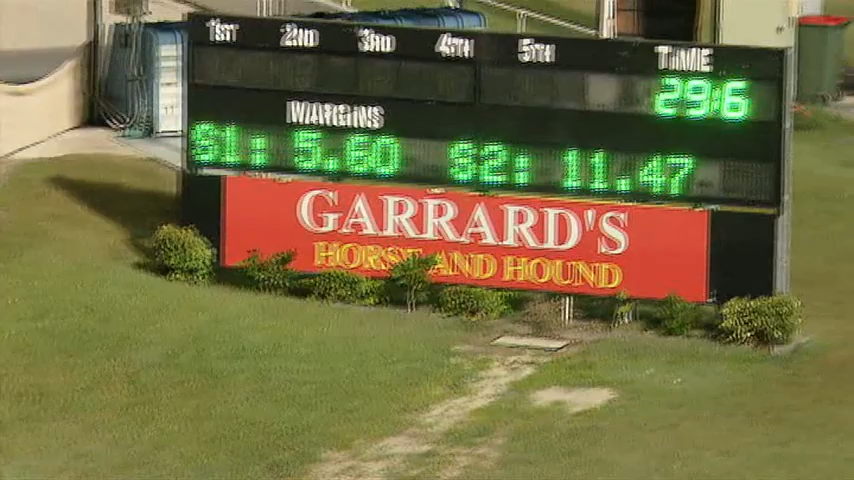 1ST 2ND 3RD 4TH 5TH TIME
29:6
MARGINS
S1: 5.60 S2: 11.47
GARRARD'S
HORSE AND HOUND